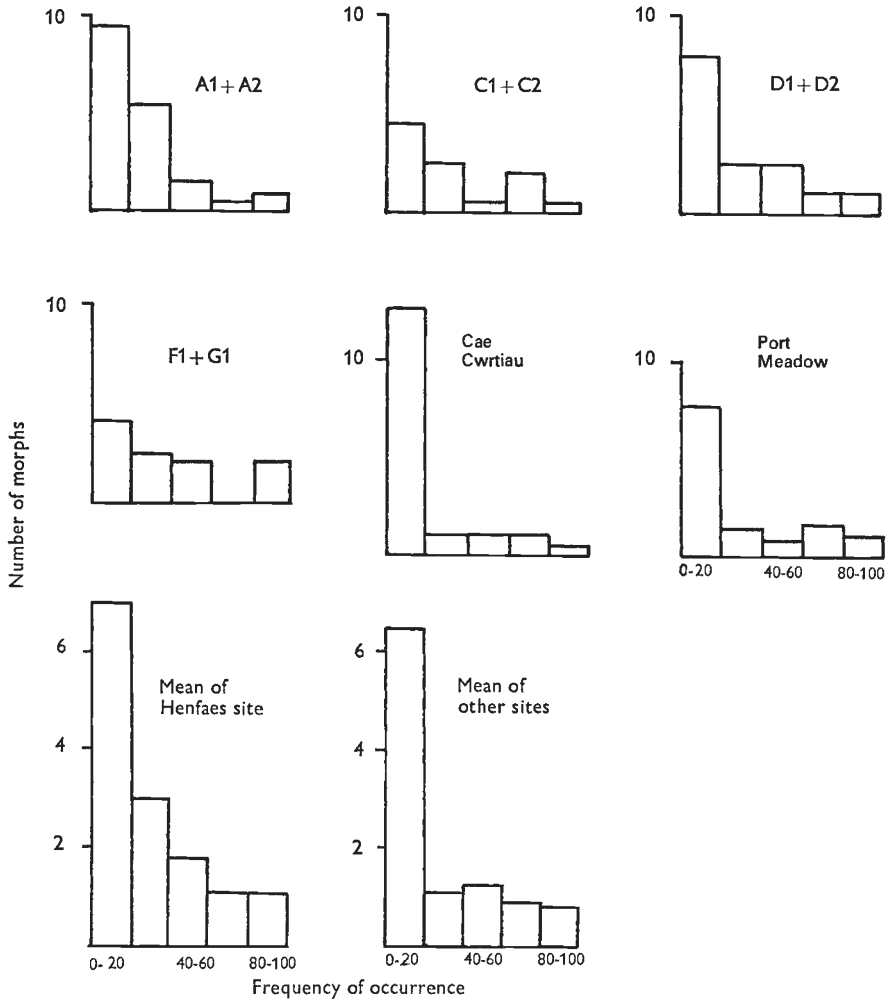 10
A1+A2
10
C1+C2
10
D1+D2
10
F1+G1
10
Cae
Cwrtiau
10
Port
Meadow
0-20 40-60 80-100
Number of morphs
6
4
2
Mean of
Henfaes site
0-20 40-60 80-100
6
4
2
Mean of
other sites
0-20 40-60 80-100
Frequency of occurrence